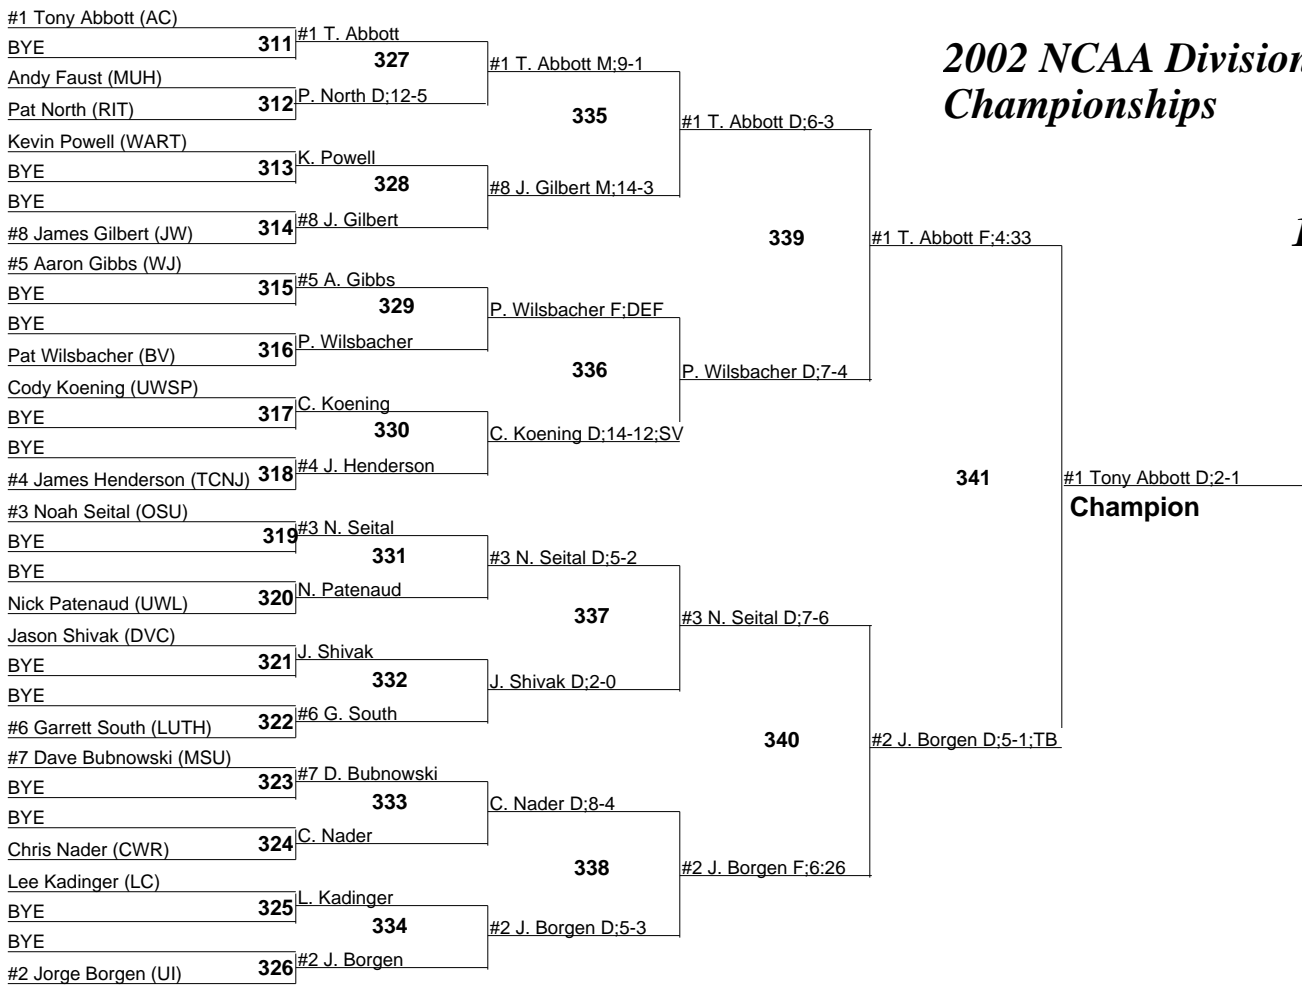 2002 NCAA Division
Championships
#1 Tony Abbott (AC)
BYE
Andy Faust (MUH)
Pat North (RIT)
Kevin Powell (WART)
BYE
BYE
#8 James Gilbert (JW)
#5 Aaron Gibbs (WJ)
BYE
BYE
Pat Wilsbacher (BV)
Cody Koening (UWSP)
BYE
BYE
#4 James Henderson (TCNJ)
#3 Noah Seital (OSU)
BYE
BYE
Nick Patenaud (UWL)
Jason Shivak (DVC)
BYE
BYE
#6 Garrett South (LUTH)
#7 Dave Bubnowski (MSU)
BYE
BYE
Chris Nader (CWR)
Lee Kadinger (LC)
BYE
BYE
#2 Jorge Borgen (UI)
311
312
313
314
315
316
317
318
319
320
321
322
323
324
325
326
#1 T. Abbott
P. North D;12-5
K. Powell
#8 J. Gilbert
#5 A. Gibbs
P. Wilsbacher
C. Koening
#4 J. Henderson
#3 N. Seital
N. Patenaud
J. Shivak
#6 G. South
#7 D. Bubnowski
C. Nader
L. Kadinger
#2 J. Borgen
327
328
329
330
331
332
333
334
#1 T. Abbott M;9-1
#8 J. Gilbert M;14-3
P. Wilsbacher F;DEF
C. Koening D;14-12;SV
#3 N. Seital D;5-2
J. Shivak D;2-0
C. Nader D;8-4
#2 J. Borgen D;5-3
335
336
337
338
#1 T. Abbott D;6-3
P. Wilsbacher D;7-4
#3 N. Seital D;7-6
#2 J. Borgen F;6:26
339
340
#1 T. Abbott F;4:33
#2 J. Borgen D;5-1;TB
341
#1 Tony Abbott D;2-1
Champion